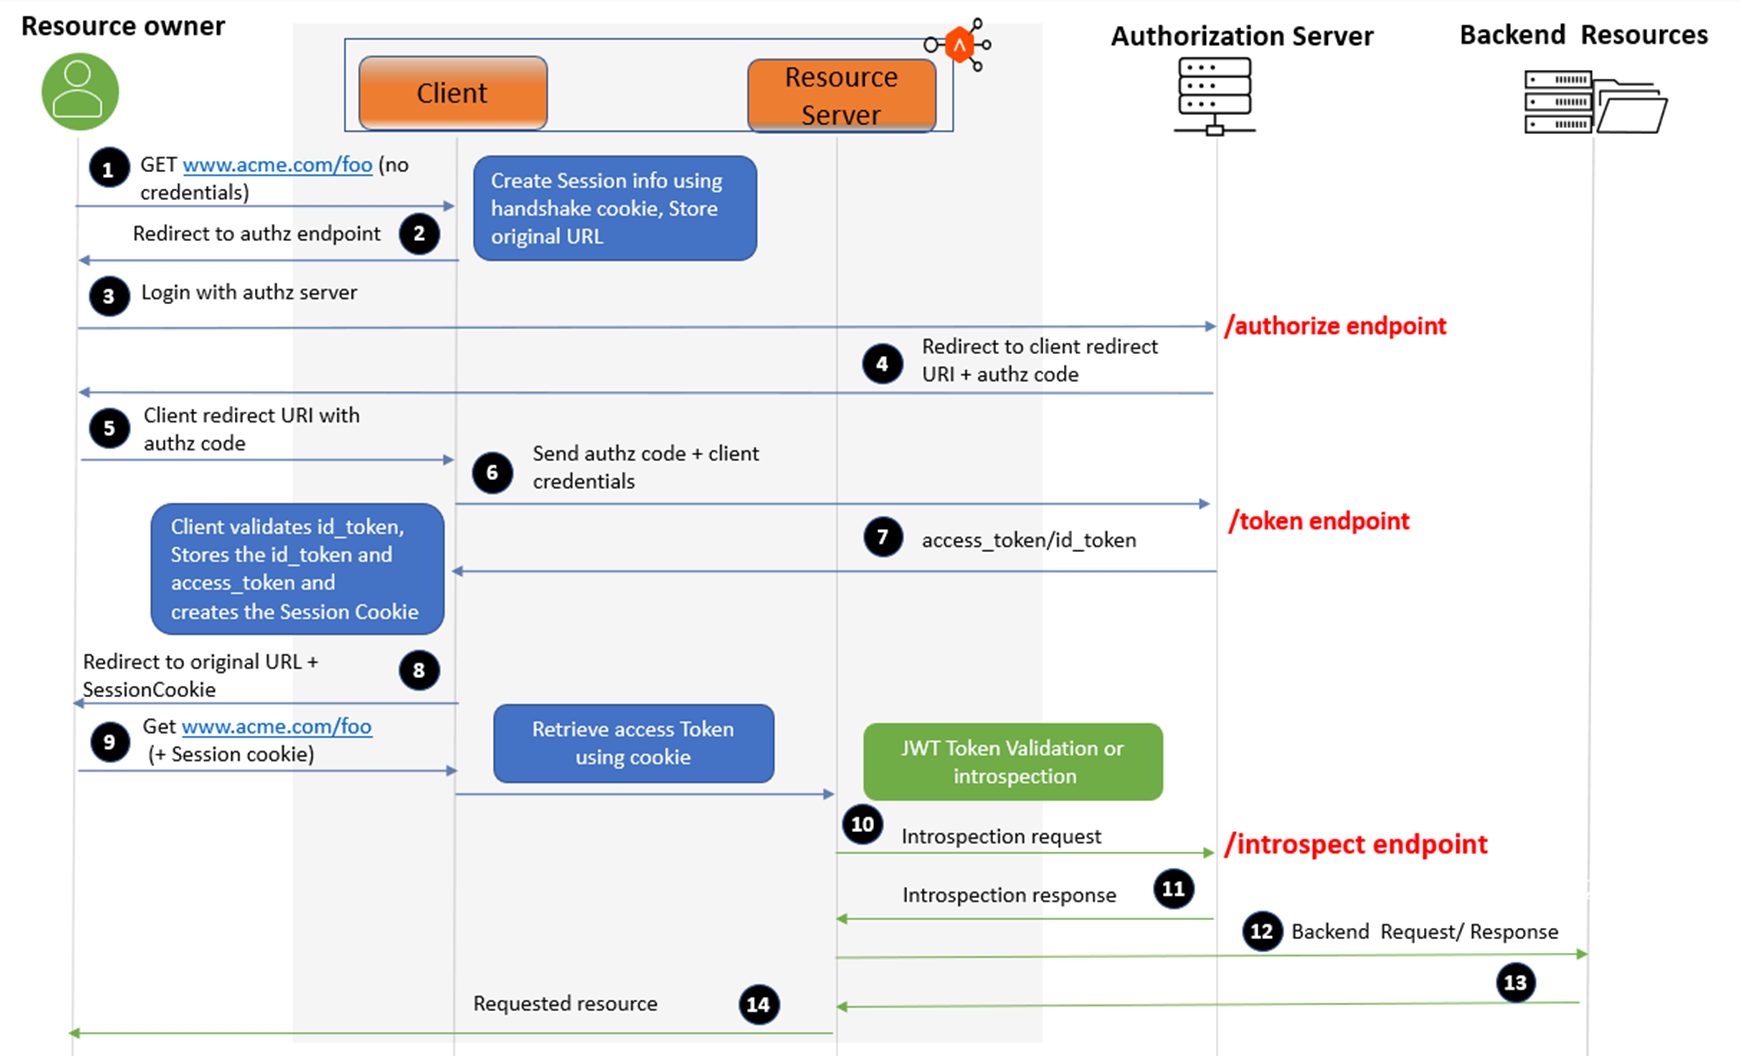 Resource owner
Client
Resource
Server
Authorization Server
Backend Resources
1
GET www.acme.com/foo (no
credentials)
Create Session info using
handshake cookie, Store
original URL
Redirect to authz endpoint
2
3
Login with authz server
/authorize endpoint
4
Redirect to client redirect
URI + authz code
5
Client redirect URI with
authz code
6
Send authz code + client
credentials
/token endpoint
Client validates id_token,
Stores the id_token and
access_token and
creates the Session Cookie
7
access_token/id_token
Redirect to original URL +
SessionCookie
8
9
Get www.acme.com/foo
(+ Session cookie)
Retrieve access Token
using cookie
JWT Token Validation or
introspection
10
Introspection request
/introspect endpoint
Introspection response
11
12
Backend Request/ Response
13
Requested resource
14